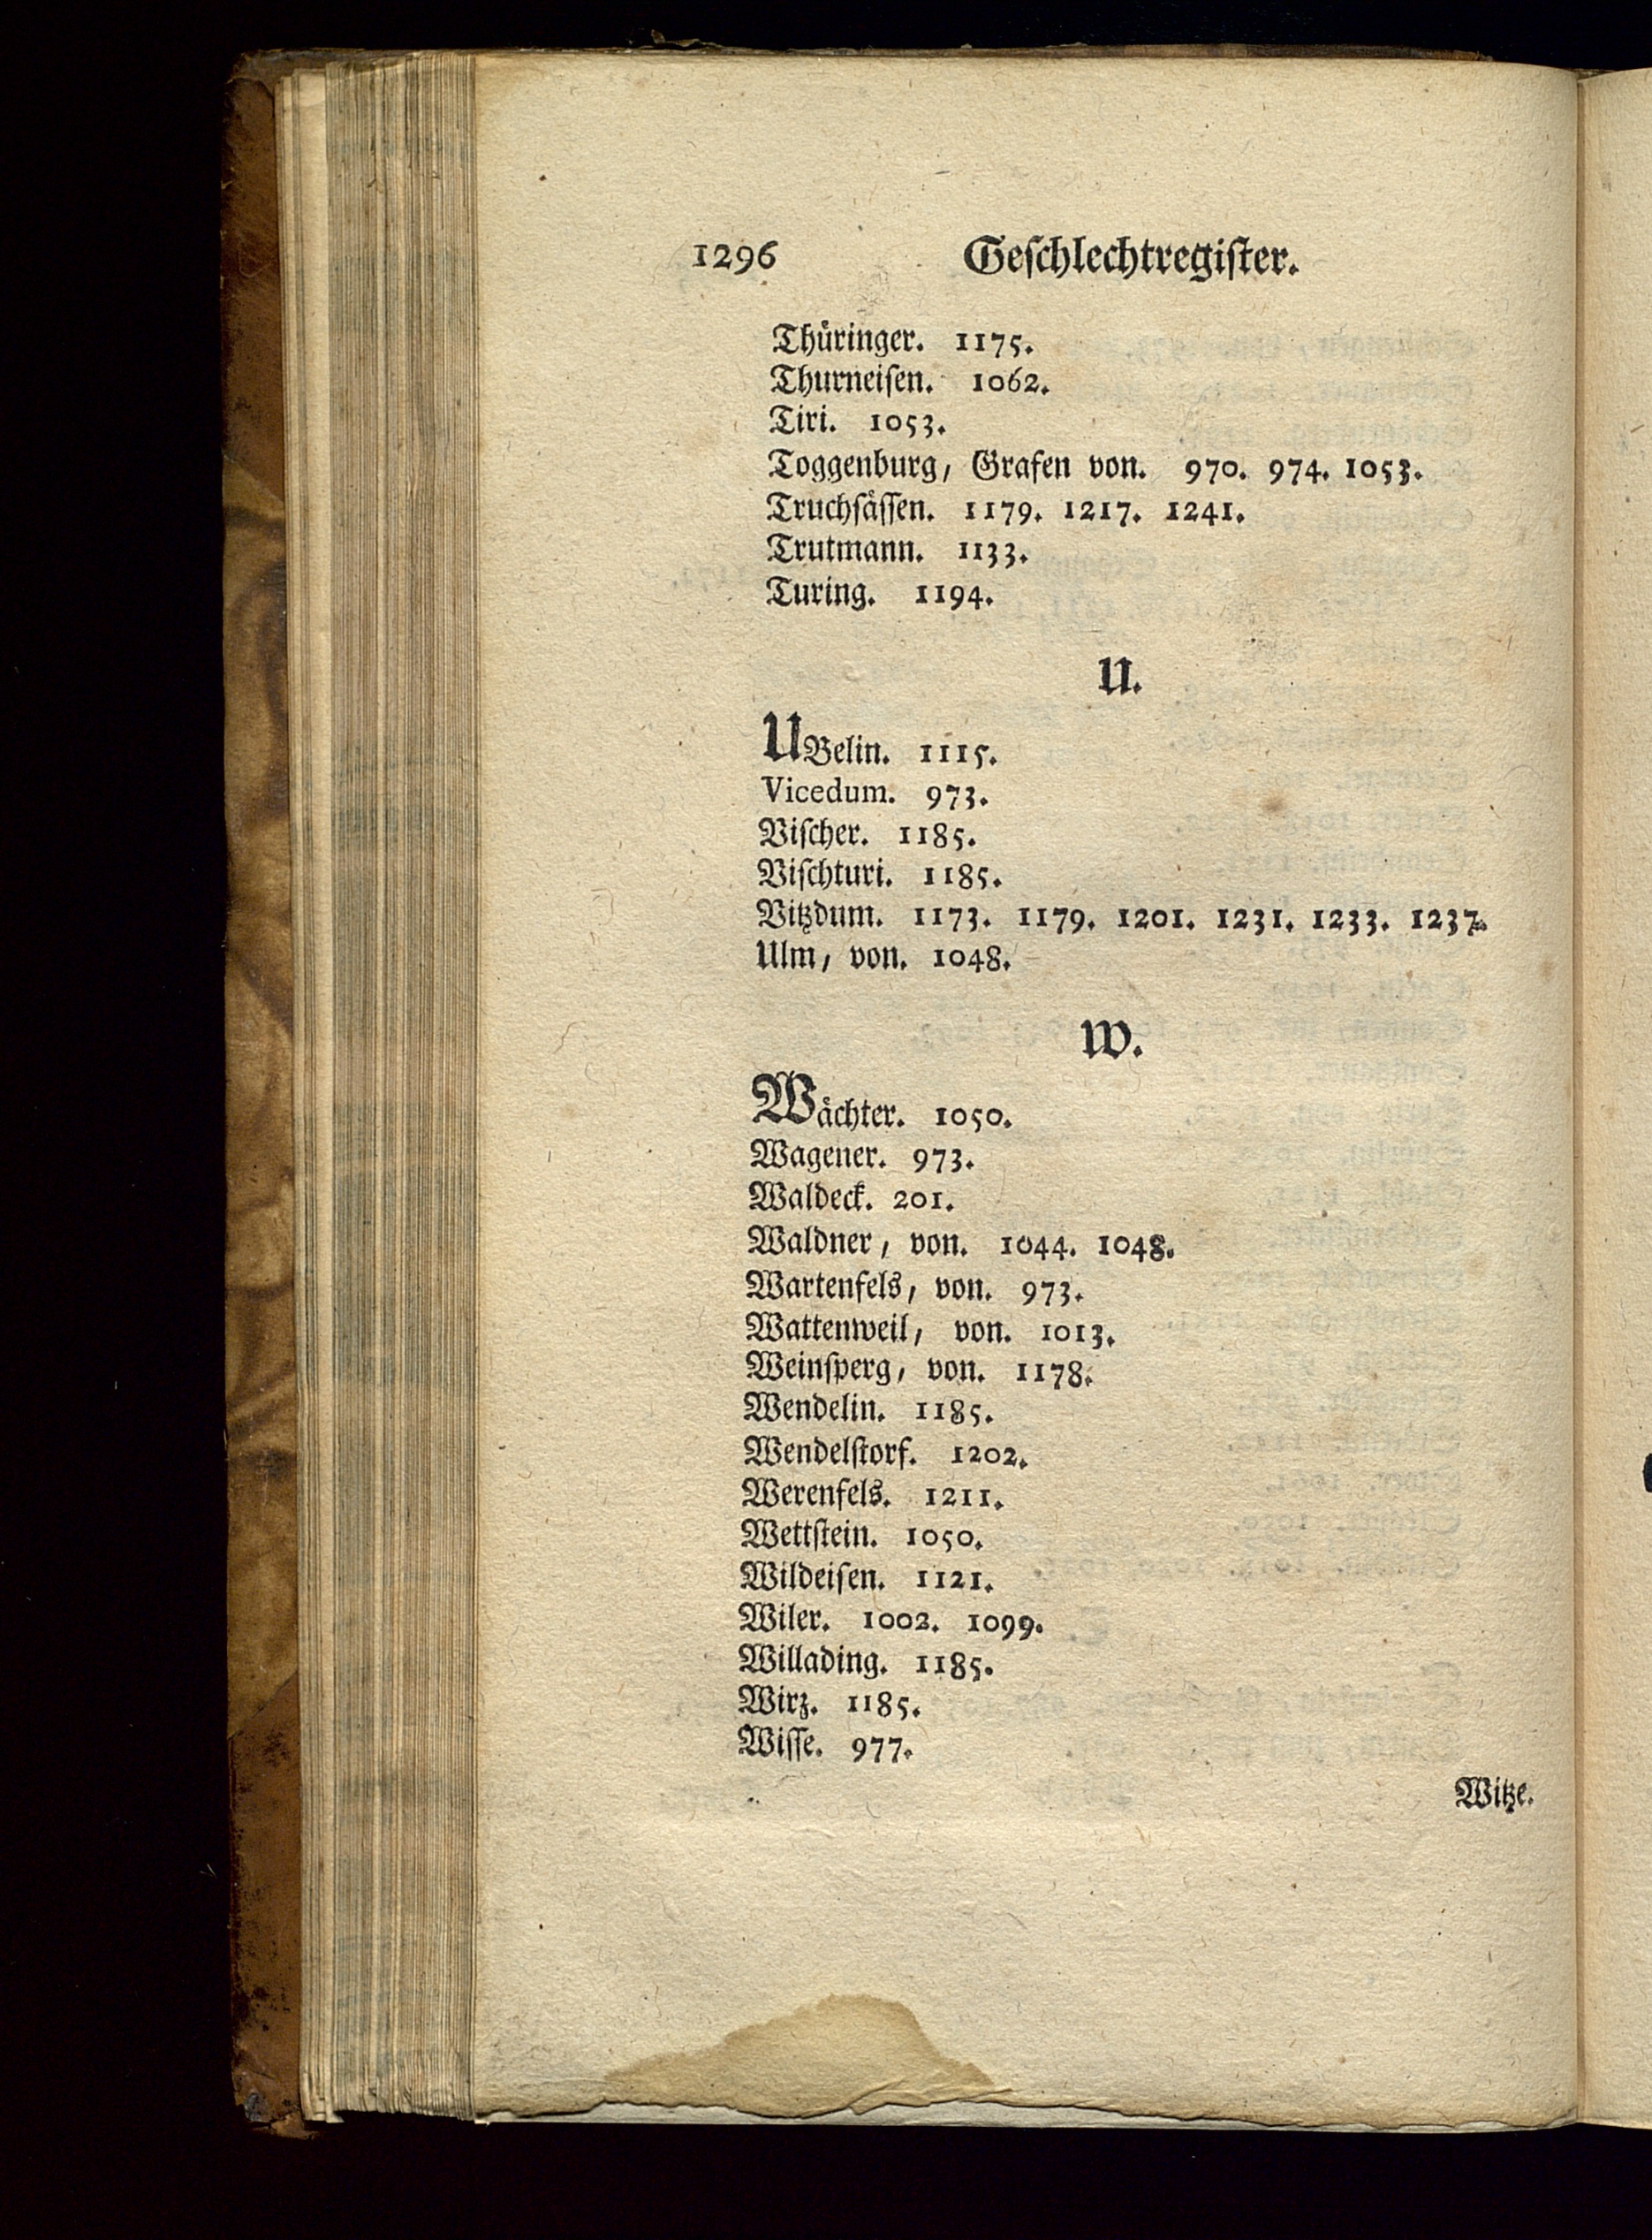 1296 Geschlechtregister.
Thüringer. 1175.
Thurneisen. 1062.
Tiri. 1053.
Toggenburg, Grafen von. 970. 974. 1053.
Truchsässen. 1179. 1217. 1241.
Trutmann. 1133.
Turing. 1194.
U.
UBelin. 1115.
Vicedum. 973.
Vischer. 1185.
Vischturi. 1185.
Vitzdum. 1173. 1179. 1201. 1231. 1233. 1237.
Ulm, von. 1048.
W.
Wächter. 1050.
Wagener. 973.
Waldeck. 201.
Waldner, von. 1044. 1048.
Wartenfels, von. 973.
Wattenweil, von. 1013.
Weinsperg, von. 1178.
Wendelin. 1185.
Wendelstorf. 1202.
Werenfels. 1211.
Wettstein. 1050.
Wildeisen. 1121.
Wiler. 1002. 1099.
Willading. 1185.
Wirz. 1185.
Wisse. 977.
Witze.